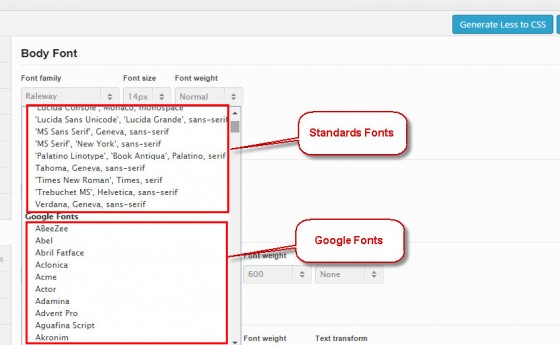 Generate Less to CSS
Body Font
Font family Font size Font weight
Raleway 14px Normal
'Lucida Console', Monaco, monospace
'Lucida Sans Unicode', 'Lucida Grande', sans-serif
'MS Sans Serif', Geneva, sans-serif
'MS Serif', 'New York', sans-serif
'Palatino Linotype', 'Book Antiqua', Palatino, serif
Tahoma, Geneva, sans-serif
'Times New Roman', Times, serif
'Trebuchet MS', Helvetica, sans-serif
Verdana, Geneva, sans-serif
Standards Fonts
Google Fonts
ABeeZee
Abel
Abril Fatface
Aclonica
Acme
Actor
Adamina
Advent Pro
Aguafina Script
Akronim
Google Fonts
Font weight
600 None
Font weight Text transform